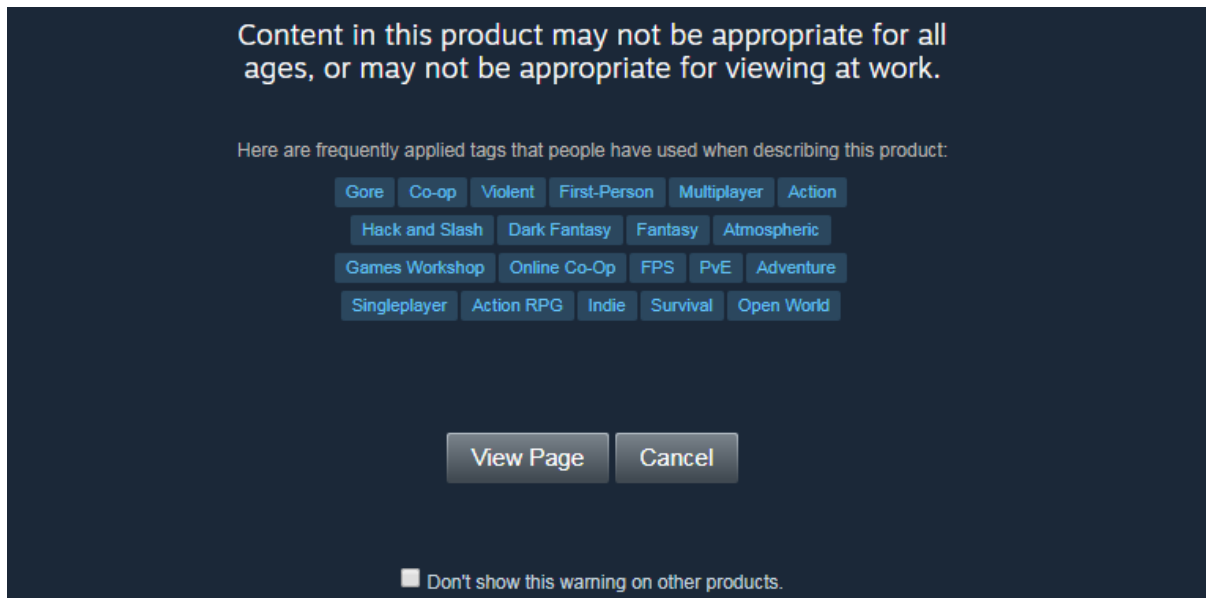 Content in this product may not be appropriate for all
ages, or may not be appropriate for viewing at work.
Here are frequently applied tags that people have used when describing this product:
Gore Co-op Violent First-Person Multiplayer Action
Hack and Slash Dark Fantasy Fantasy Atmospheric
Games Workshop Online Co-Op FPS PvE Adventure
Singleplayer Action RPG Indie Survival Open World
View Page Cancel
Don't show this warning on other products.